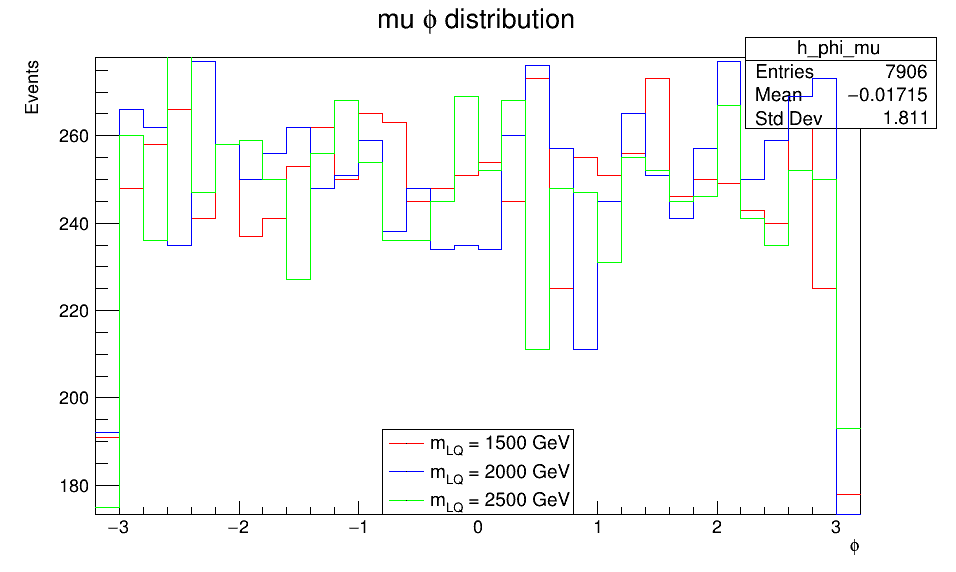 mu ϕ distribution
h_phi_mu
Entries 7906
Mean −0.01715
Std Dev 1.811
Events
260
240
220
200
180
m_LQ = 1500 GeV
m_LQ = 2000 GeV
m_LQ = 2500 GeV
−3 −2 −1 0 1 2 3
ϕ